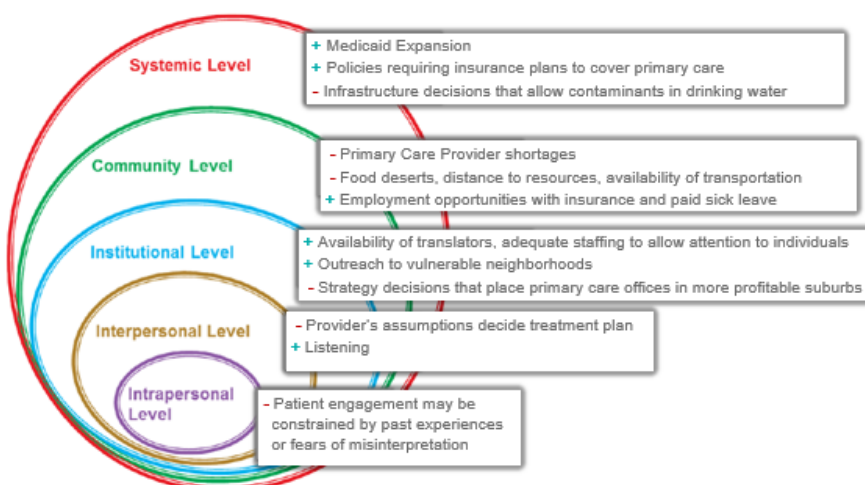 Systemic Level
+ Medicaid Expansion
+ Policies requiring insurance plans to cover primary care
- Infrastructure decisions that allow contaminants in drinking water
Community Level
- Primary Care Provider shortages
- Food deserts, distance to resources, availability of transportation
+ Employment opportunities with insurance and paid sick leave
Institutional Level
+ Availability of translators, adequate staffing to allow attention to individuals
+ Outreach to vulnerable neighborhoods
- Strategy decisions that place primary care offices in more profitable suburbs
Interpersonal Level
- Provider's assumptions decide treatment plan
+ Listening
Intrapersonal
Level
- Patient engagement may be
constrained by past experiences
or fears of misinterpretation